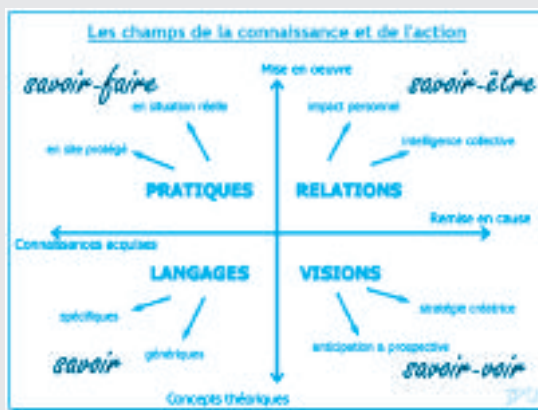 Les champs de la connaissance et de l'action
savoir-faire
Mise en oeuvre
savoir-être
en situation réelle
impact personnel
en site protégé
intelligence collective
PRATIQUES
RELATIONS
Remise en cause
Connaissances acquises
LANGAGES
VISIONS
spécifiques
stratégie créatrice
génériques
anticipation & prospective
savoir
savoir-voir
Concepts théoriques